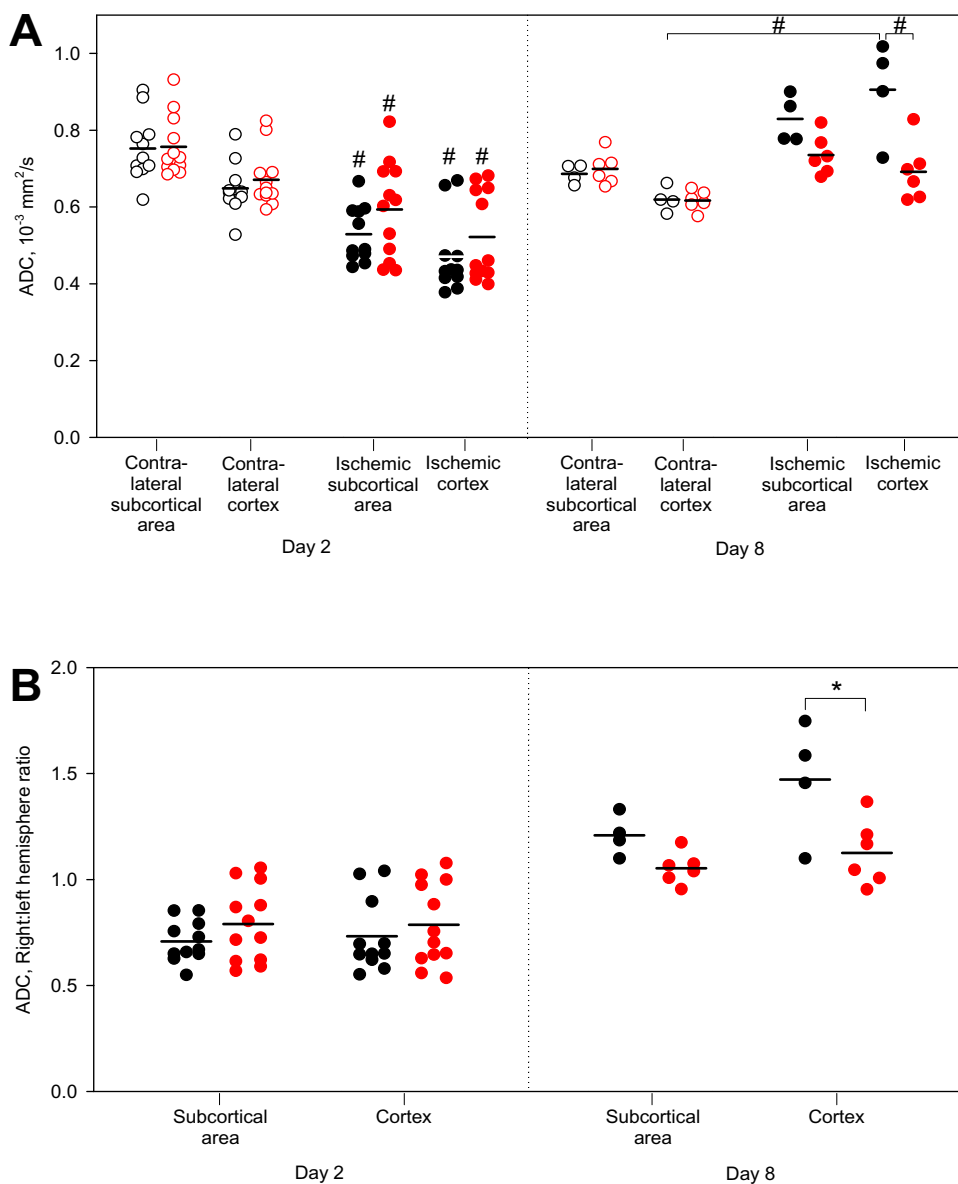 A
#
#
1.0
#
0.8
#
#
#
0.6
0.4
0.2
0.0
ADC, 10⁻³ mm²/s
Contra-
lateral
subcortical
area
Contra-
lateral
cortex
Ischemic
subcortical
area
Ischemic
cortex
Contra-
lateral
subcortical
area
Contra-
lateral
cortex
Ischemic
subcortical
area
Ischemic
cortex
Day 2
Day 8
B
2.0
*
1.5
1.0
0.5
0.0
ADC, Right:left hemisphere ratio
Subcortical
area
Cortex
Subcortical
area
Cortex
Day 2
Day 8